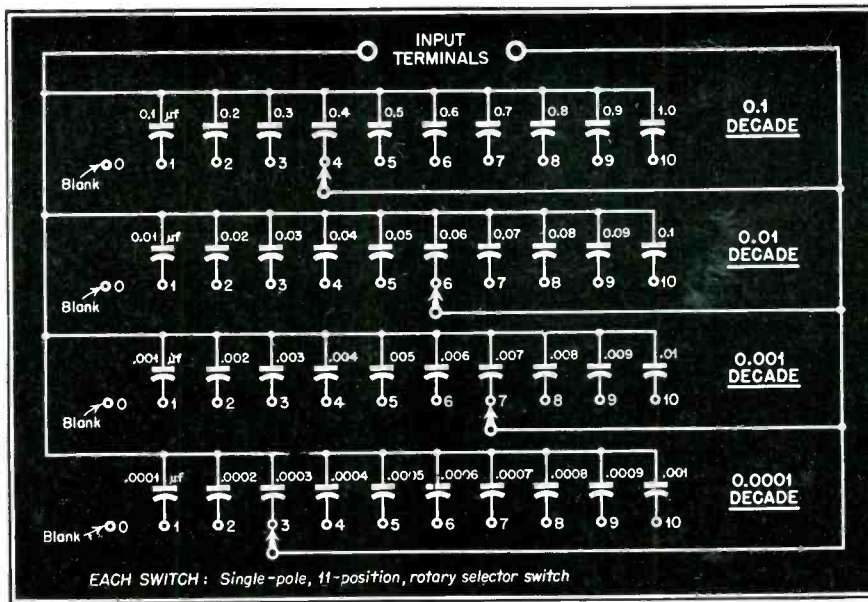 INPUT
TERMINALS
0.1 μf 0.2 0.3 0.4 0.5 0.6 0.7 0.8 0.9 1.0
0.1
DECADE
0 1 2 3 4 5 6 7 8 9 10
Blank
0.01 μf 0.02 0.03 0.04 0.05 0.06 0.07 0.08 0.09 0.1
0.01
DECADE
0 1 2 3 4 5 6 7 8 9 10
Blank
.001 μf .002 .003 .004 .005 .006 .007 .008 .009 .01
0.001
DECADE
0 1 2 3 4 5 6 7 8 9 10
Blank
.0001 μf .0002 .0003 .0004 .0005 .0006 .0007 .0008 .0009 .001
0.0001
DECADE
0 1 2 3 4 5 6 7 8 9 10
Blank
EACH SWITCH: Single-pole, 11-position, rotary selector switch